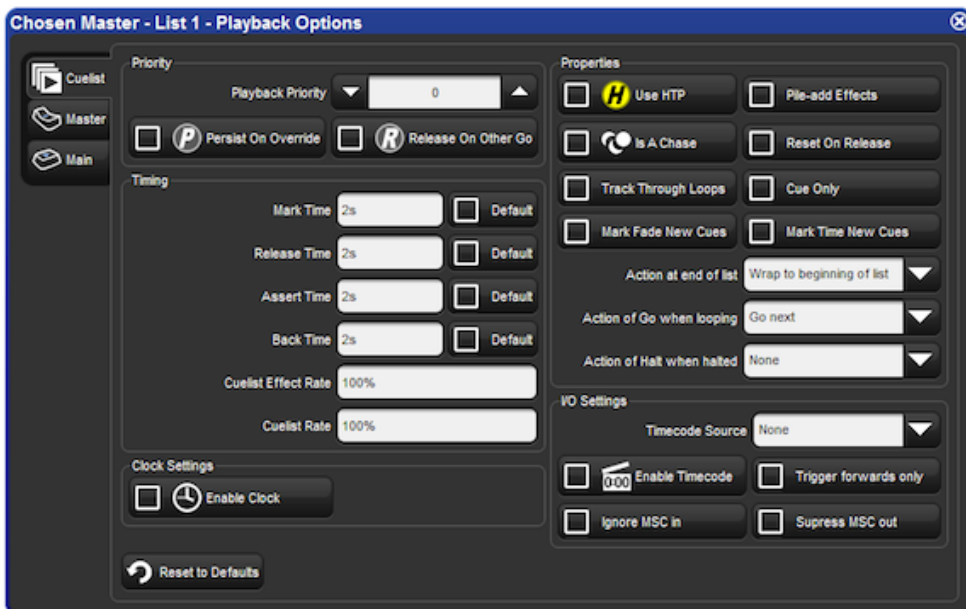 Chosen Master - List 1 - Playback Options
Cuelist
Master
Main
Priority
Playback Priority 0
P Persist On Override R Release On Other Go
Timing
Mark Time 2s Default
Release Time 2s Default
Assert Time 2s Default
Back Time 2s Default
Cuelist Effect Rate 100%
Cuelist Rate 100%
Clock Settings
Enable Clock
Reset to Defaults
Properties
H Use HTP Pile-add Effects
Is A Chase Reset On Release
Track Through Loops Cue Only
Mark Fade New Cues Mark Time New Cues
Action at end of list Wrap to beginning of list
Action of Go when looping Go next
Action of Halt when halted None
I/O Settings
Timecode Source None
0:00 Enable Timecode Trigger forwards only
Ignore MSC in Supress MSC out